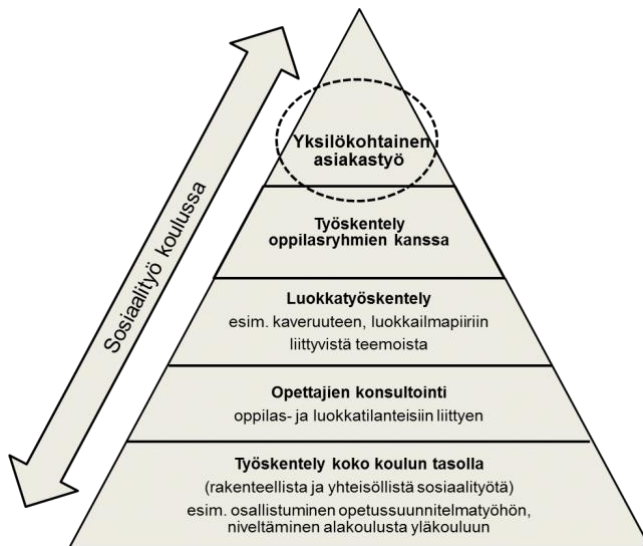 Sosiaalityö koulussa
Yksilökohtainen
asiakastyö
Työskentely
oppilasryhmien kanssa
Luokkatyöskentely
esim. kaveruuteen, luokkailmapiiriin
liittyvistä teemoista
Opettajien konsultointi
oppilas- ja luokkatilanteisiin liittyen
Työskentely koko koulun tasolla
(rakenteellista ja yhteisöllistä sosiaalityötä)
esim. osallistuminen opetussuunnitelmatyöhön,
niveltäminen alakoulusta yläkouluun